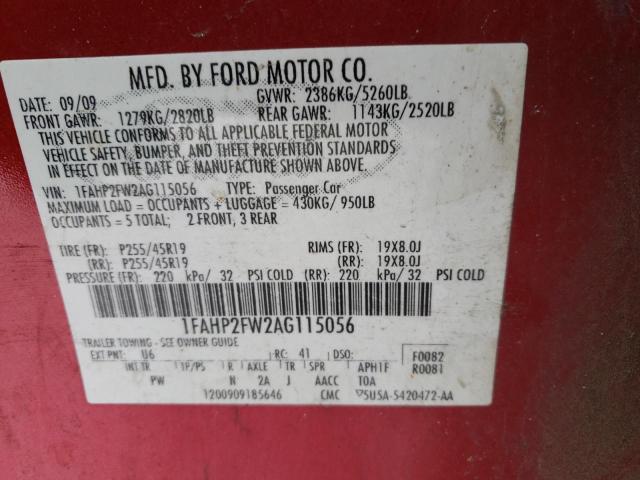 MFD. BY FORD MOTOR CO.
DATE: 09/09 GVWR: 2386KG/5260LB
FRONT GAWR: 1279KG/2820LB REAR GAWR: 1143KG/2520LB
THIS VEHICLE CONFORMS TO ALL APPLICABLE FEDERAL MOTOR
VEHICLE SAFETY, BUMPER, AND THEFT PREVENTION STANDARDS
IN EFFECT ON THE DATE OF MANUFACTURE SHOWN ABOVE.
VIN: 1FAHP2FW2AG115056 TYPE: Passenger Car
MAXIMUM LOAD = OCCUPANTS + LUGGAGE = 430KG/950LB
OCCUPANTS = 5 TOTAL; 2 FRONT, 3 REAR
TIRE (FR): P255/45R19 RIMS (FR): 19X8.0J
(RR): P255/45R19 (RR): 19X8.0J
PRESSURE (FR): 220 kPa/ 32 PSI COLD (RR): 220 kPa/ 32 PSI COLD
1FAHP2FW2AG115056
TRAILER TOWING - SEE OWNER GUIDE
EXT PNT: U6 RC: 41 DSO: F0082
INT TR TP/PS R AXLE TR SPR APH1F R0081
PW N 2A J AACC TOA
1200909185646 CMC 5U5A-5420472-AA